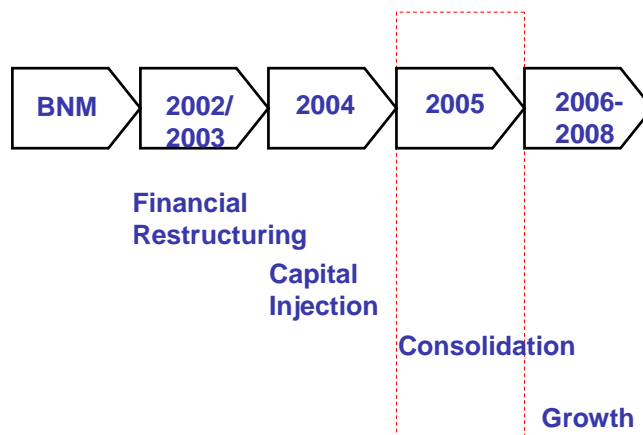 BNM
2002/
2003
2004
2005
2006-
2008
Financial
Restructuring
Capital
Injection
Consolidation
Growth